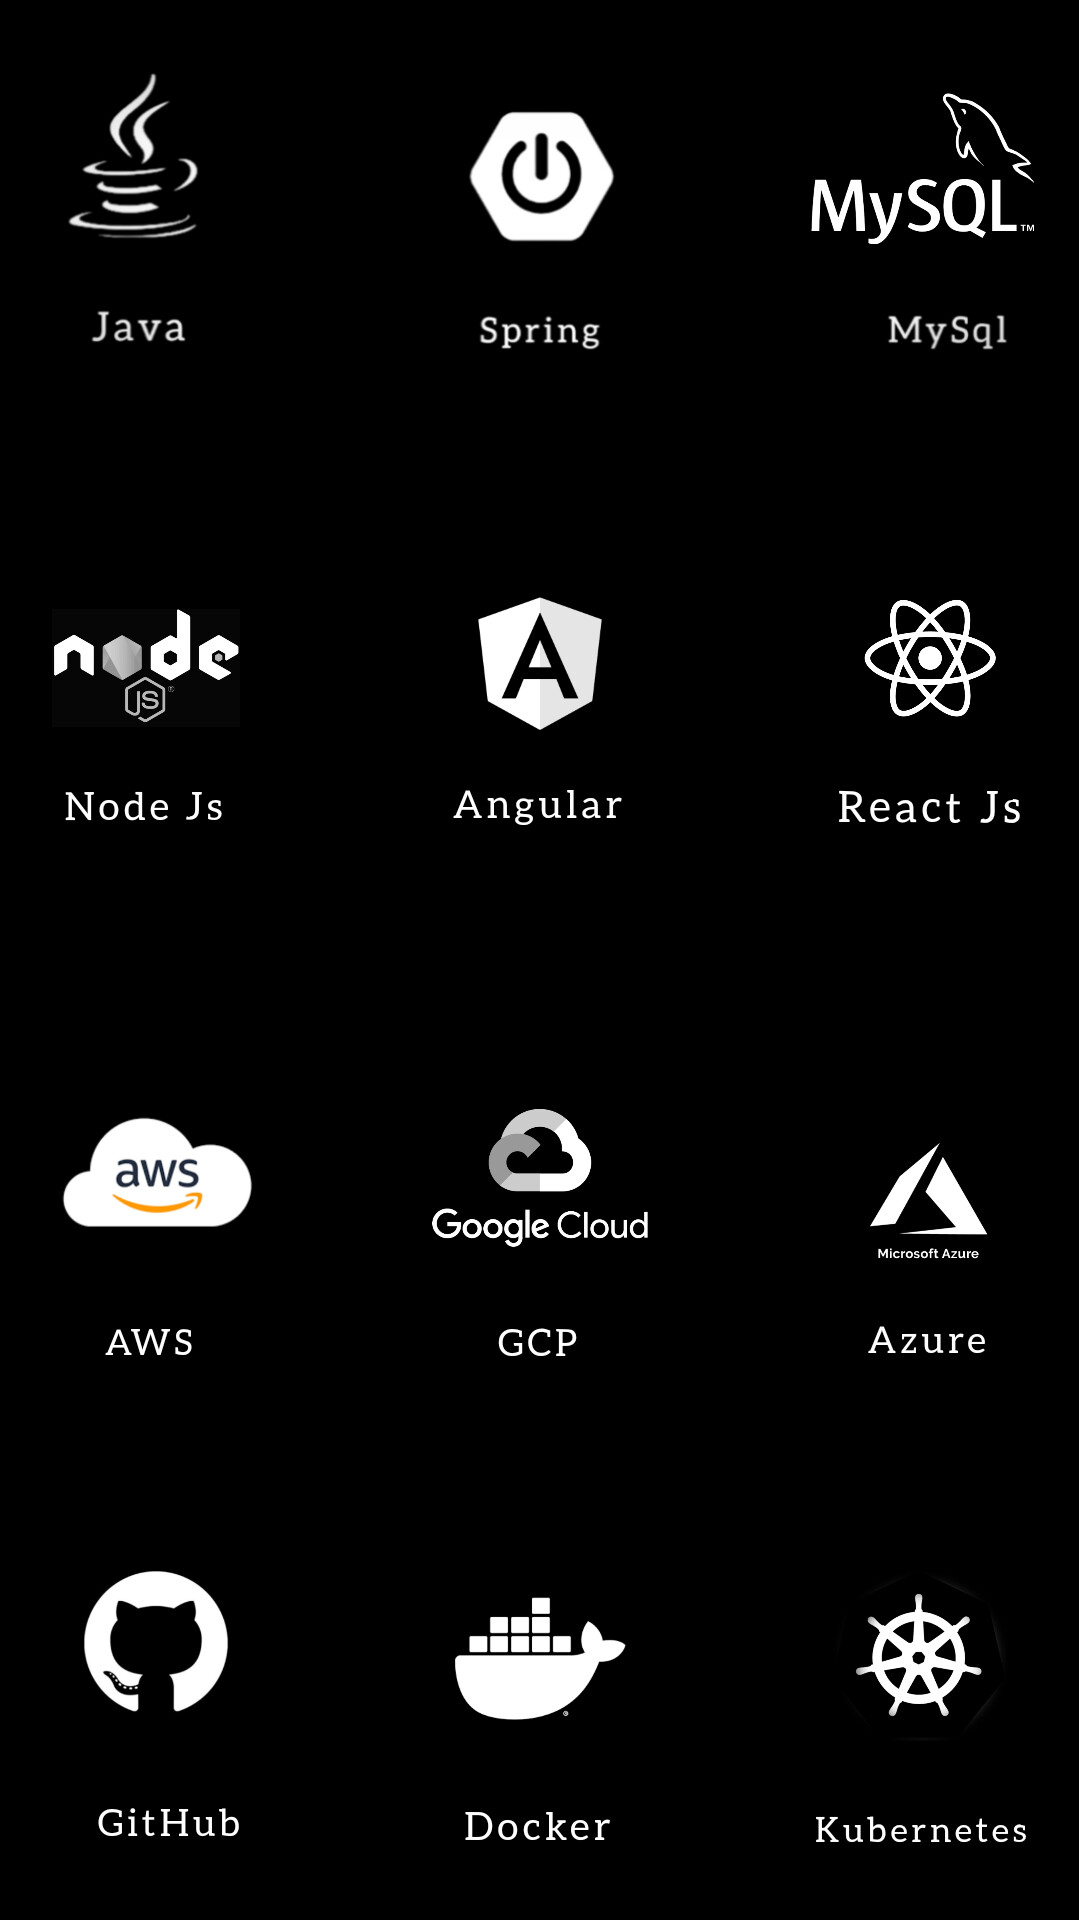 MySQL™
Java
Spring
MySql
node
JS®
A
Node Js
Angular
React Js
aws
Google Cloud
Microsoft Azure
AWS
GCP
Azure
®
GitHub
Docker
Kubernetes